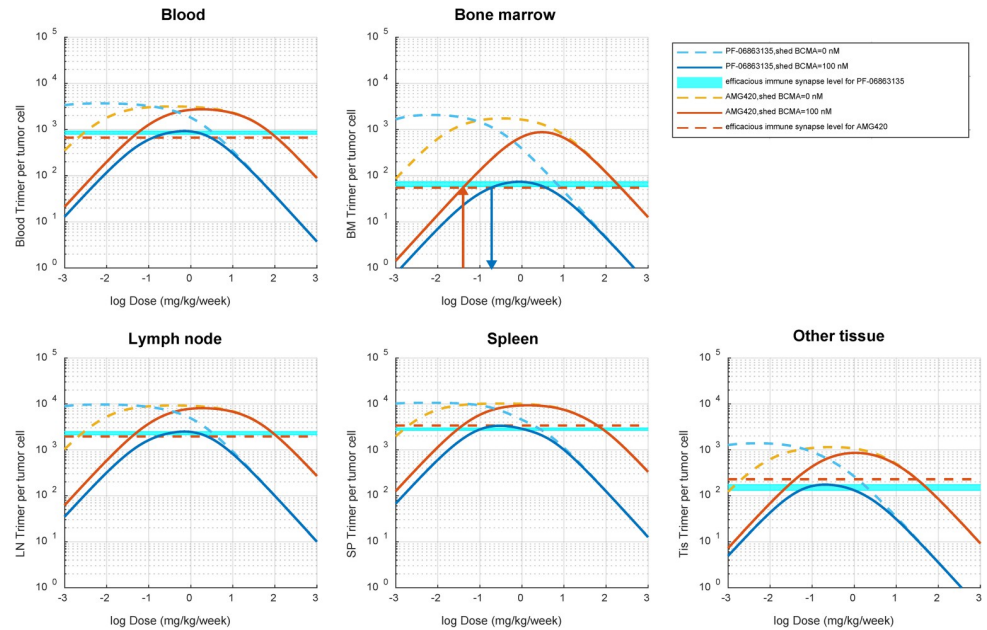 Blood
Bone marrow
10 5
10 4
10 3
10 2
10 1
10 0
Blood Trimer per tumor cell
-3 -2 -1 0 1 2 3
log Dose (mg/kg/week)
10 5
10 4
10 3
10 2
10 1
10 0
BM Trimer per tumor cell
-3 -2 -1 0 1 2 3
log Dose (mg/kg/week)
PF-06863135,shed BCMA=0 nM
PF-06863135,shed BCMA=100 nM
efficacious immune synapse level for PF-06863135
AMG420,shed BCMA=0 nM
AMG420,shed BCMA=100 nM
efficacious immune synapse level for AMG420
Lymph node
10 5
10 4
10 3
10 2
10 1
10 0
LN Trimer per tumor cell
-3 -2 -1 0 1 2 3
log Dose (mg/kg/week)
Spleen
10 5
10 4
10 3
10 2
10 1
10 0
SP Trimer per tumor cell
-3 -2 -1 0 1 2 3
log Dose (mg/kg/week)
Other tissue
10 5
10 4
10 3
10 2
10 1
10 0
Tis Trimer per tumor cell
-3 -2 -1 0 1 2 3
log Dose (mg/kg/week)